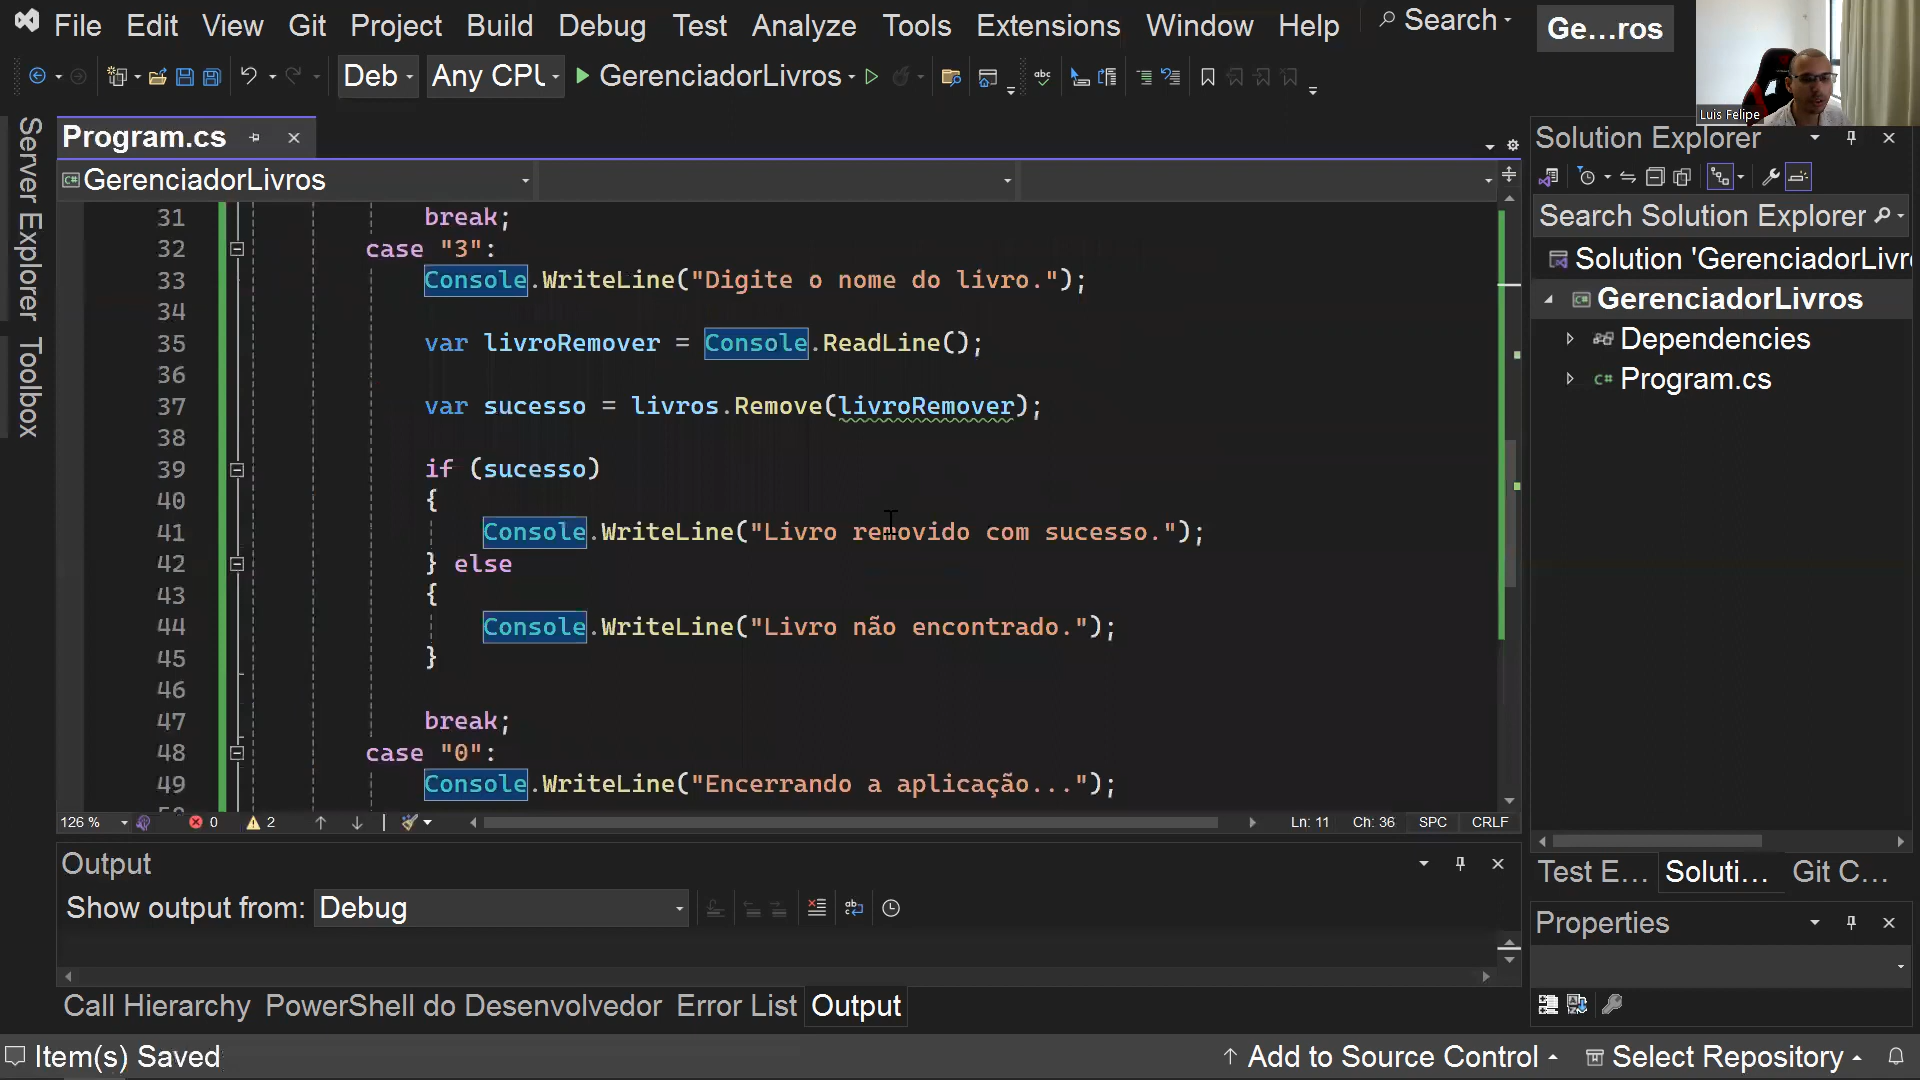 File Edit View Git Project Build Debug Test Analyze Tools Extensions Window Help Search Ge...ros
Deb Any CPU GerenciadorLivros
Luis Felipe
Server Explorer
Toolbox
Program.cs
GerenciadorLivros
31 break;
32 case "3":
33 Console.WriteLine("Digite o nome do livro.");
34
35 var livroRemover = Console.ReadLine();
36
37 var sucesso = livros.Remove(livroRemover);
38
39 if (sucesso)
40 {
41 Console.WriteLine("Livro removido com sucesso.");
42 } else
43 {
44 Console.WriteLine("Livro não encontrado.");
45 }
46
47 break;
48 case "0":
49 Console.WriteLine("Encerrando a aplicação...");
126 % 0 2 Ln: 11 Ch: 36 SPC CRLF
Output
Show output from: Debug
Call Hierarchy PowerShell do Desenvolvedor Error List Output
Solution Explorer
Search Solution Explorer
Solution 'GerenciadorLivr
GerenciadorLivros
Dependencies
C# Program.cs
Test E... Soluti... Git C...
Properties
Item(s) Saved Add to Source Control Select Repository